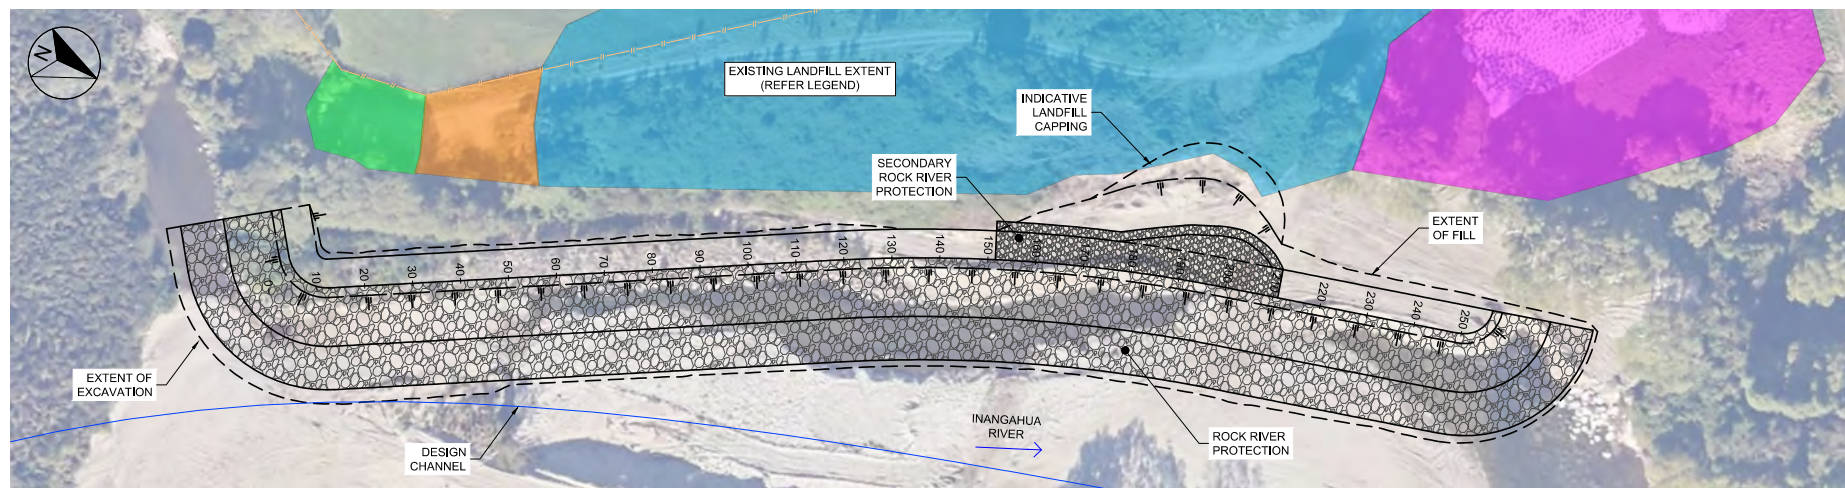 N
EXISTING LANDFILL EXTENT
(REFER LEGEND)
INDICATIVE
LANDFILL
CAPPING
SECONDARY
ROCK RIVER
PROTECTION
EXTENT
OF FILL
0
10
20
30
40
50
60
70
80
90
100
110
120
130
140
150
160
170
180
220
230
240
250
EXTENT OF
EXCAVATION
DESIGN
CHANNEL
INANGAHUA
RIVER
ROCK RIVER
PROTECTION